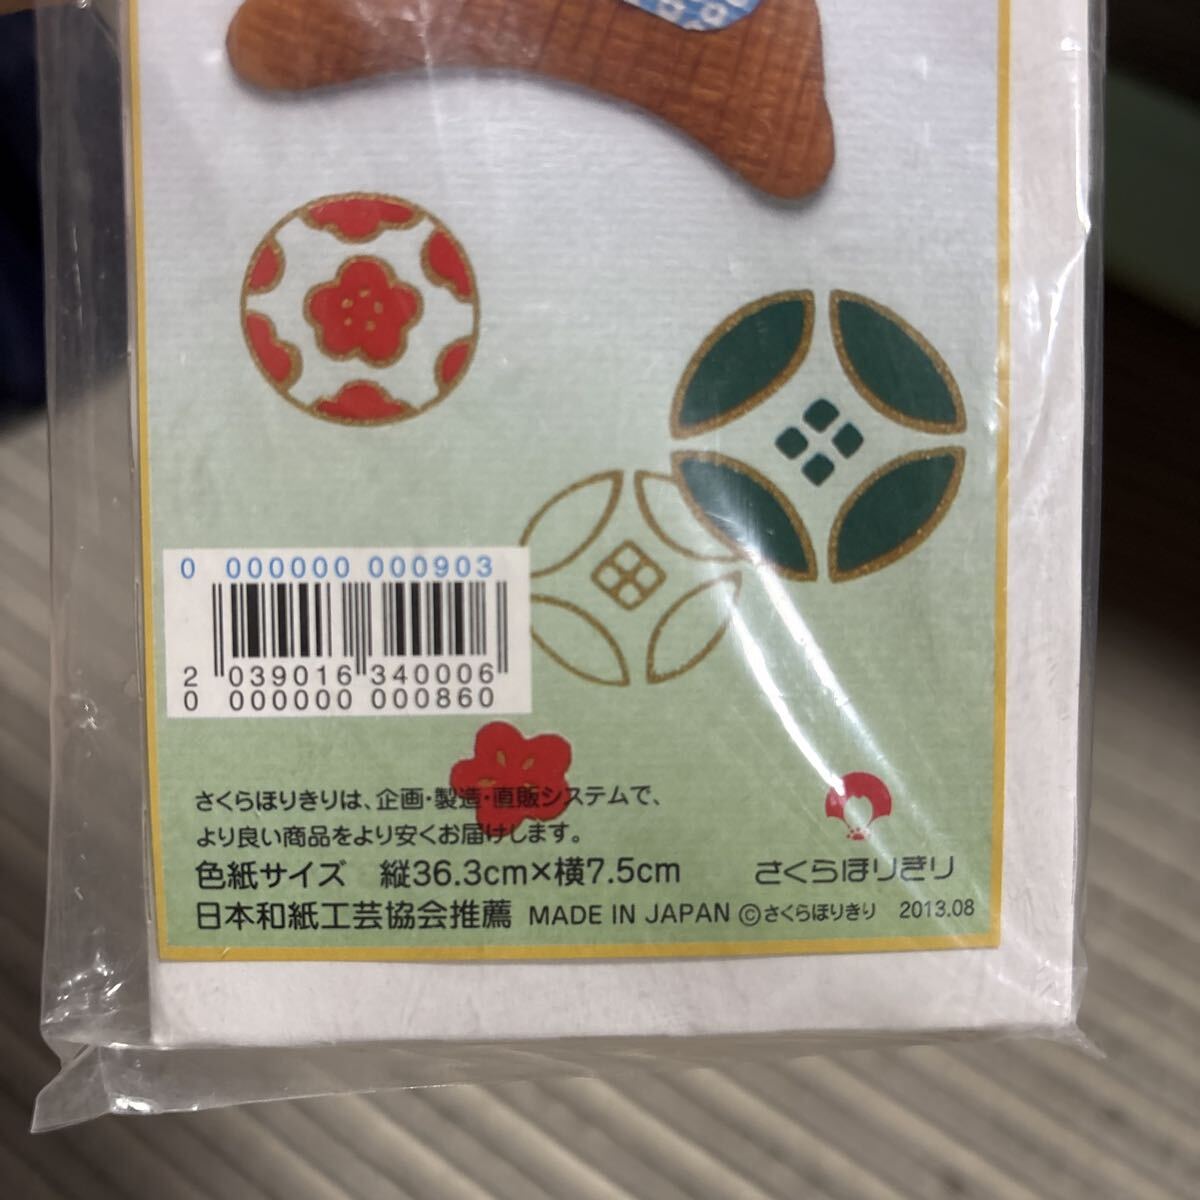 0 000000 000903
2 039016 340006
0 000000 000860
さくらほりきりは、企画・製造・直販システムで、
より良い商品をより安くお届けします。
色紙サイズ 縦36.3cm×横7.5cm
さくらほりきり
日本和紙工芸協会推薦 MADE IN JAPAN ©さくらほりきり 2013.08